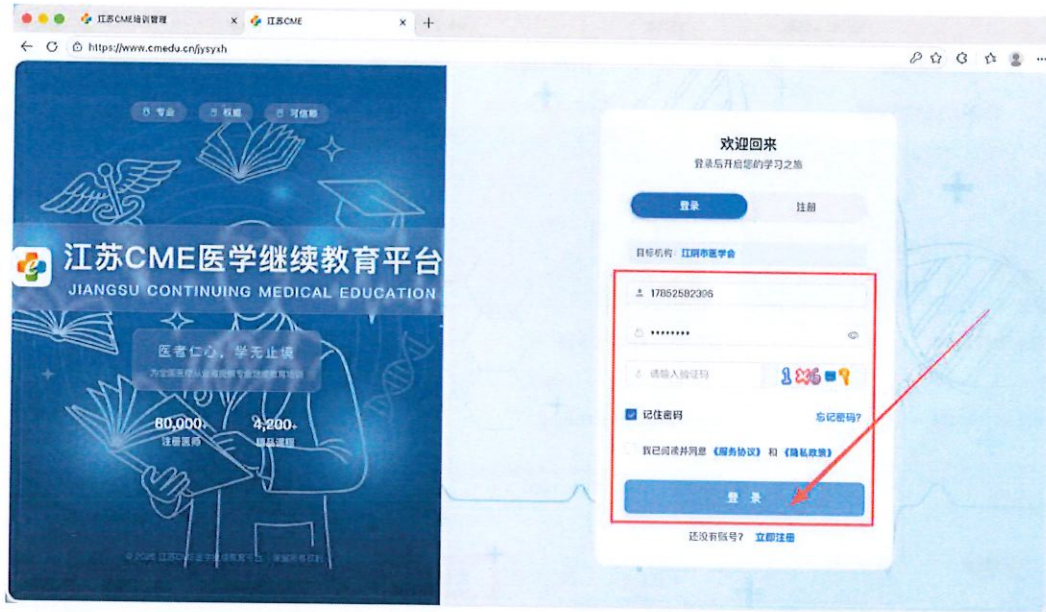 江苏CME培训管理
江苏CME
https://www.cmedu.cn/jysyxh
专业
权威
可信赖
江苏CME医学继续教育平台
JIANGSU CONTINUING MEDICAL EDUCATION
医者仁心，学无止境
80,000+
注册医师
4,200+
精品课程
欢迎回来
登录后开启您的学习之旅
登录
注册
目标机构：江阴市医学会
17852582396
••••••••
请输入验证码
1×6=?
记住密码
忘记密码?
我已阅读并同意《服务协议》和《隐私政策》
登 录
还没有账号? 立即注册